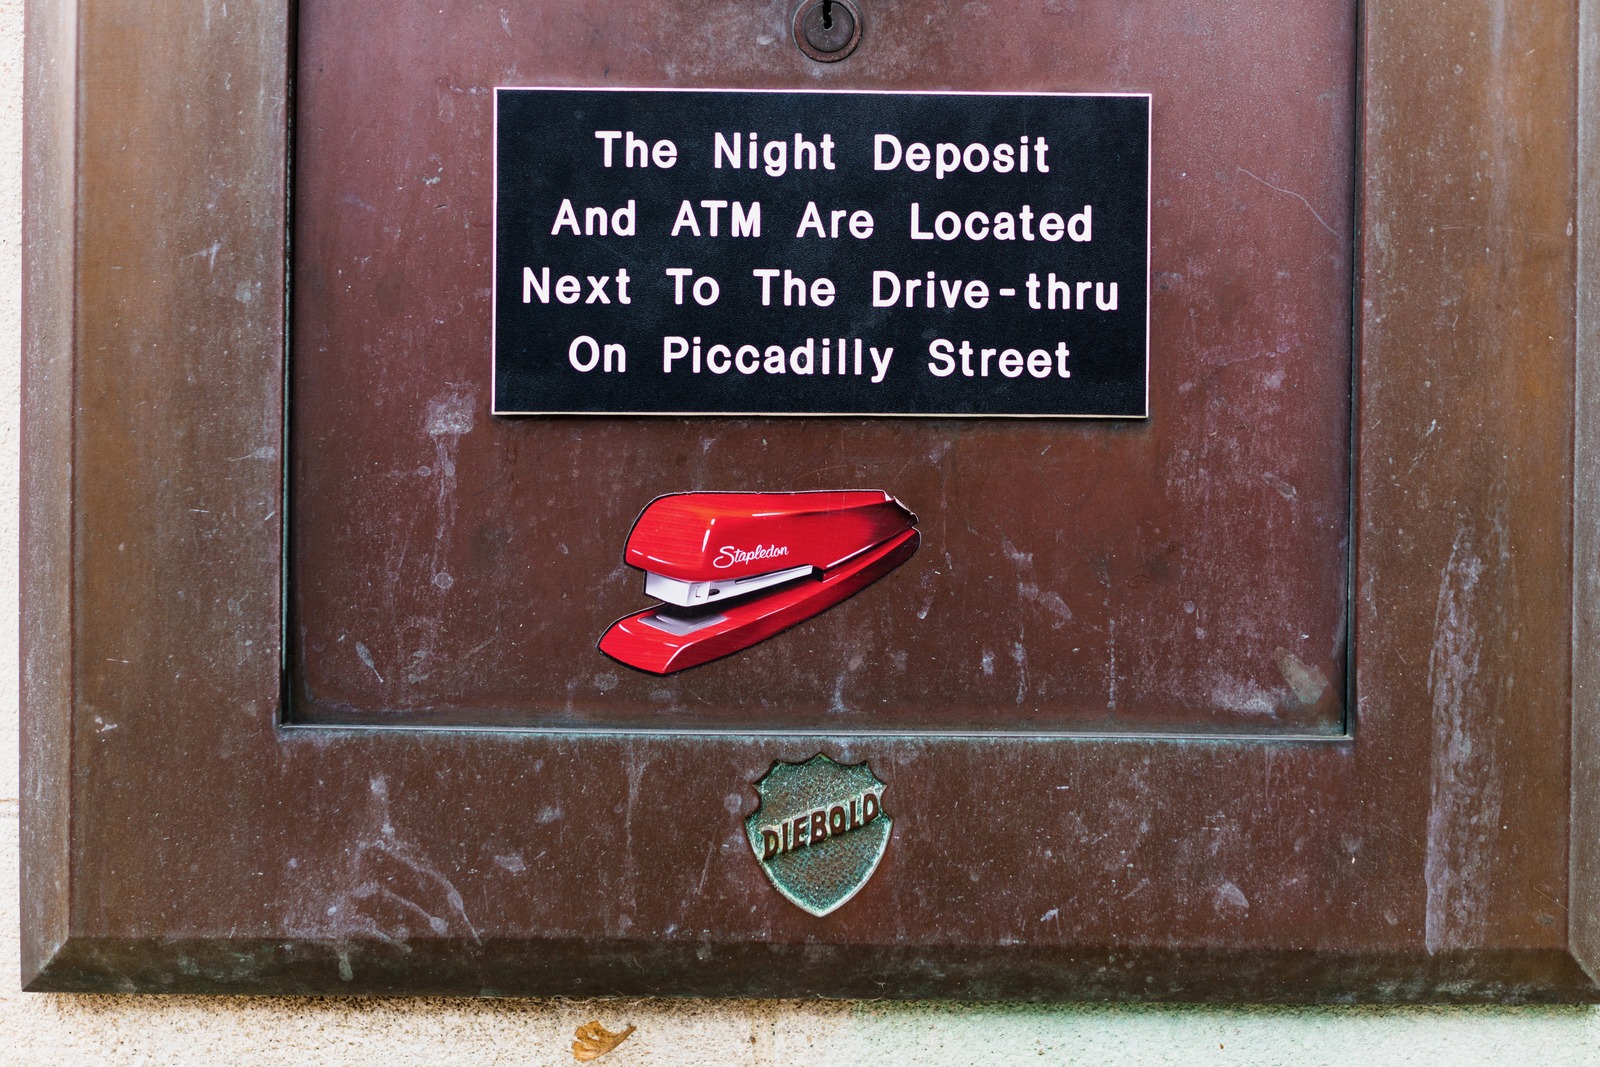 The Night Deposit
And ATM Are Located
Next To The Drive-thru
On Piccadilly Street
Stapledon
DIEBOLD